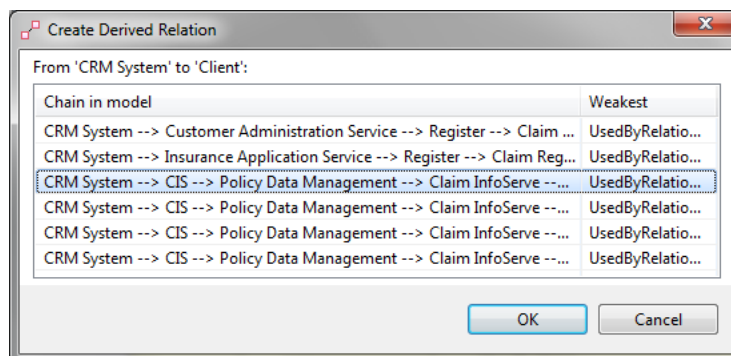 Create Derived Relation
From 'CRM System' to 'Client':
Chain in model Weakest
CRM System --> Customer Administration Service --> Register --> Claim ... UsedByRelatio...
CRM System --> Insurance Application Service --> Register --> Claim Reg... UsedByRelatio...
CRM System --> CIS --> Policy Data Management --> Claim InfoServe --... UsedByRelatio...
CRM System --> CIS --> Policy Data Management --> Claim InfoServe --... UsedByRelatio...
CRM System --> CIS --> Policy Data Management --> Claim InfoServe --... UsedByRelatio...
CRM System --> CIS --> Policy Data Management --> Claim InfoServe --... UsedByRelatio...
OK Cancel